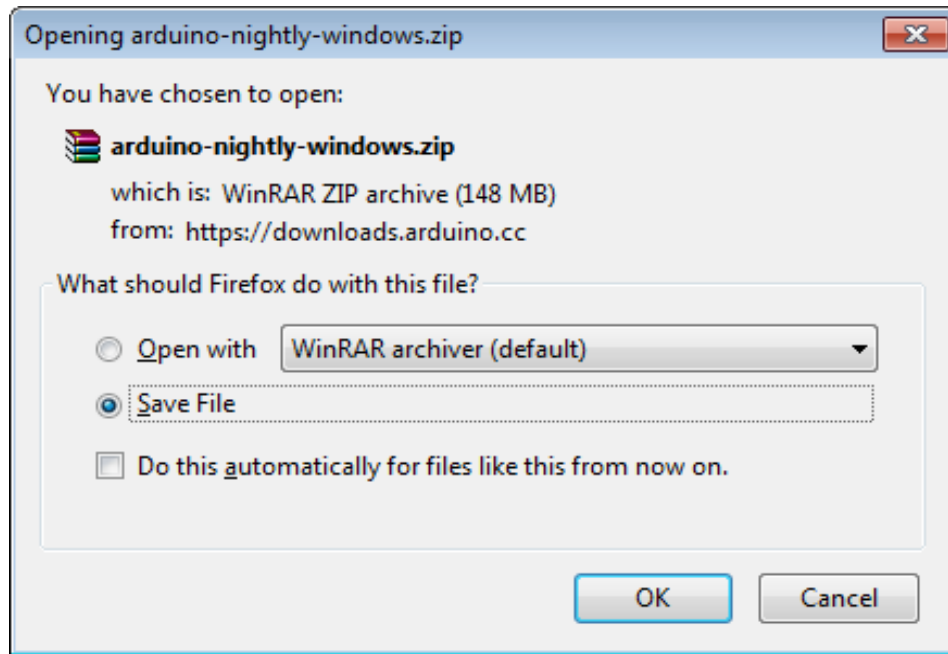 Opening arduino-nightly-windows.zip
You have chosen to open:
arduino-nightly-windows.zip
which is: WinRAR ZIP archive (148 MB)
from: https://downloads.arduino.cc
What should Firefox do with this file?
Open with WinRAR archiver (default)
Save File
Do this automatically for files like this from now on.
OK Cancel